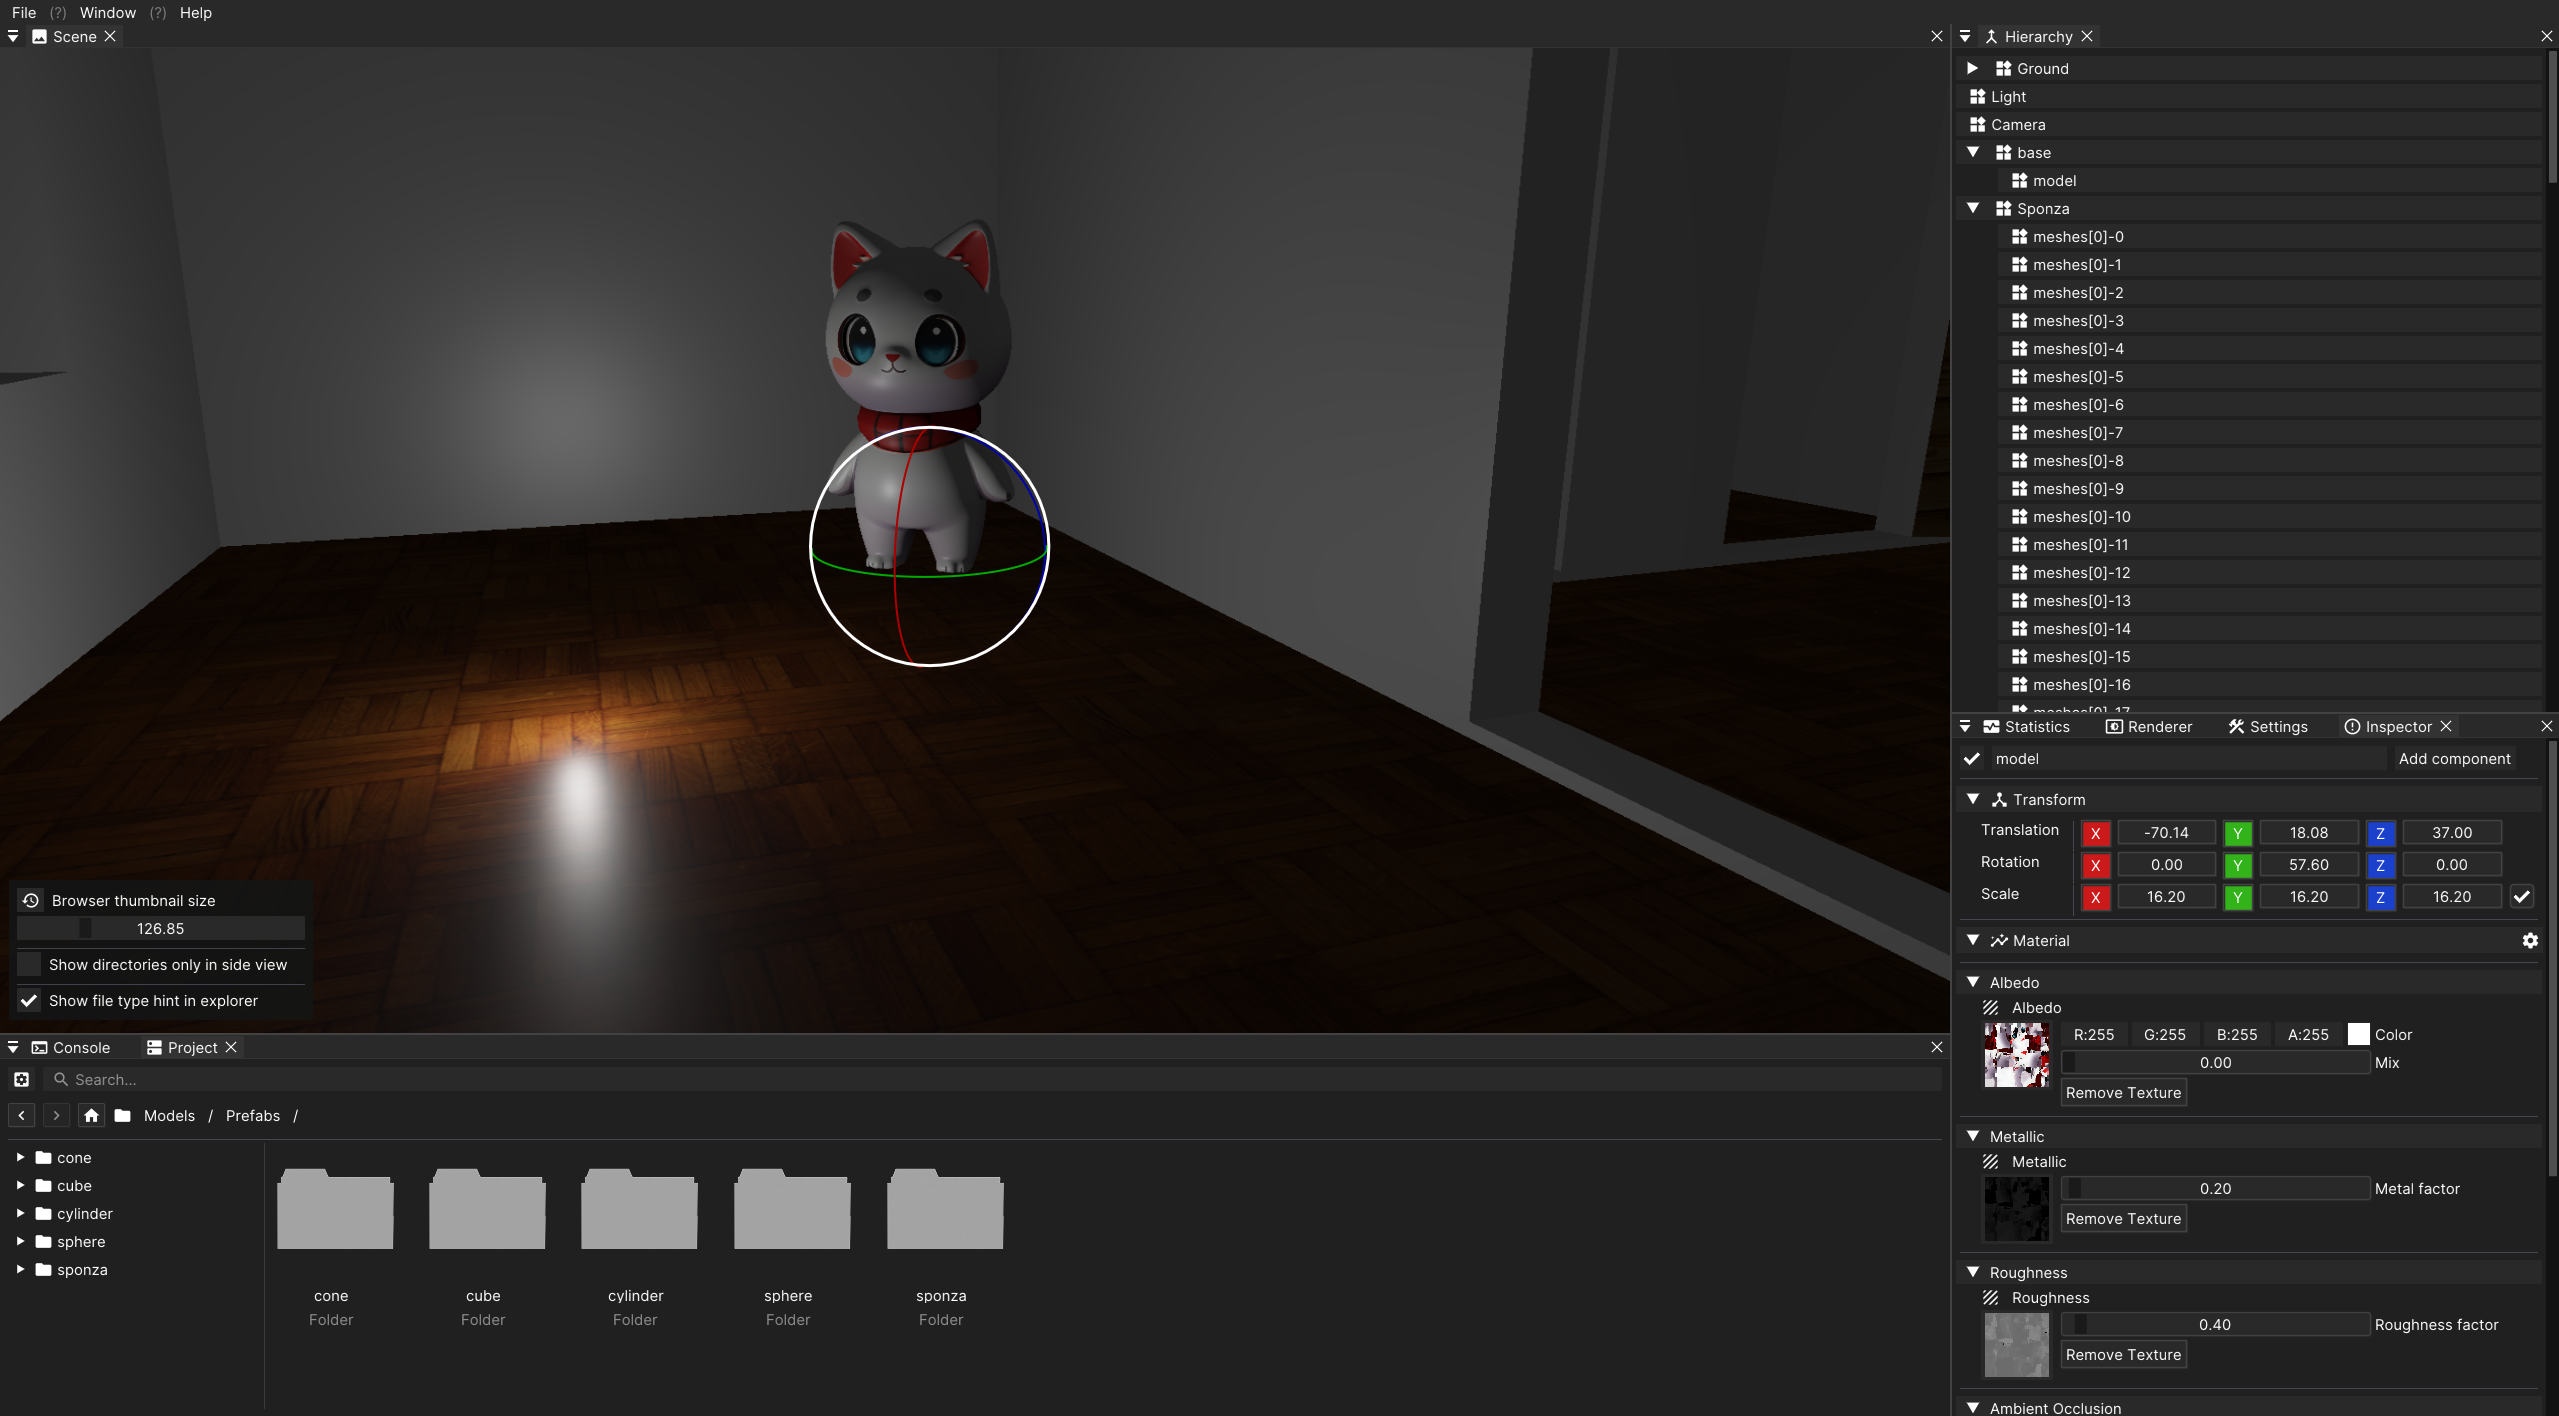 File (?) Window (?) Help
Scene
Hierarchy
Ground
Light
Camera
base
model
Sponza
meshes[0]-0
meshes[0]-1
meshes[0]-2
meshes[0]-3
meshes[0]-4
meshes[0]-5
meshes[0]-6
meshes[0]-7
meshes[0]-8
meshes[0]-9
meshes[0]-10
meshes[0]-11
meshes[0]-12
meshes[0]-13
meshes[0]-14
meshes[0]-15
meshes[0]-16
meshes[0]-17
Statistics Renderer Settings Inspector
model Add component
Transform
Translation X -70.14 Y 18.08 Z 37.00
Rotation X 0.00 Y 57.60 Z 0.00
Scale X 16.20 Y 16.20 Z 16.20
Material
Albedo
Albedo
R:255 G:255 B:255 A:255 Color
0.00 Mix
Remove Texture
Metallic
Metallic
0.20 Metal factor
Remove Texture
Roughness
Roughness
0.40 Roughness factor
Remove Texture
Ambient Occlusion
Browser thumbnail size
126.85
Show directories only in side view
Show file type hint in explorer
Console Project
Search...
Models / Prefabs /
cone
cube
cylinder
sphere
sponza
cone cube cylinder sphere sponza
Folder Folder Folder Folder Folder